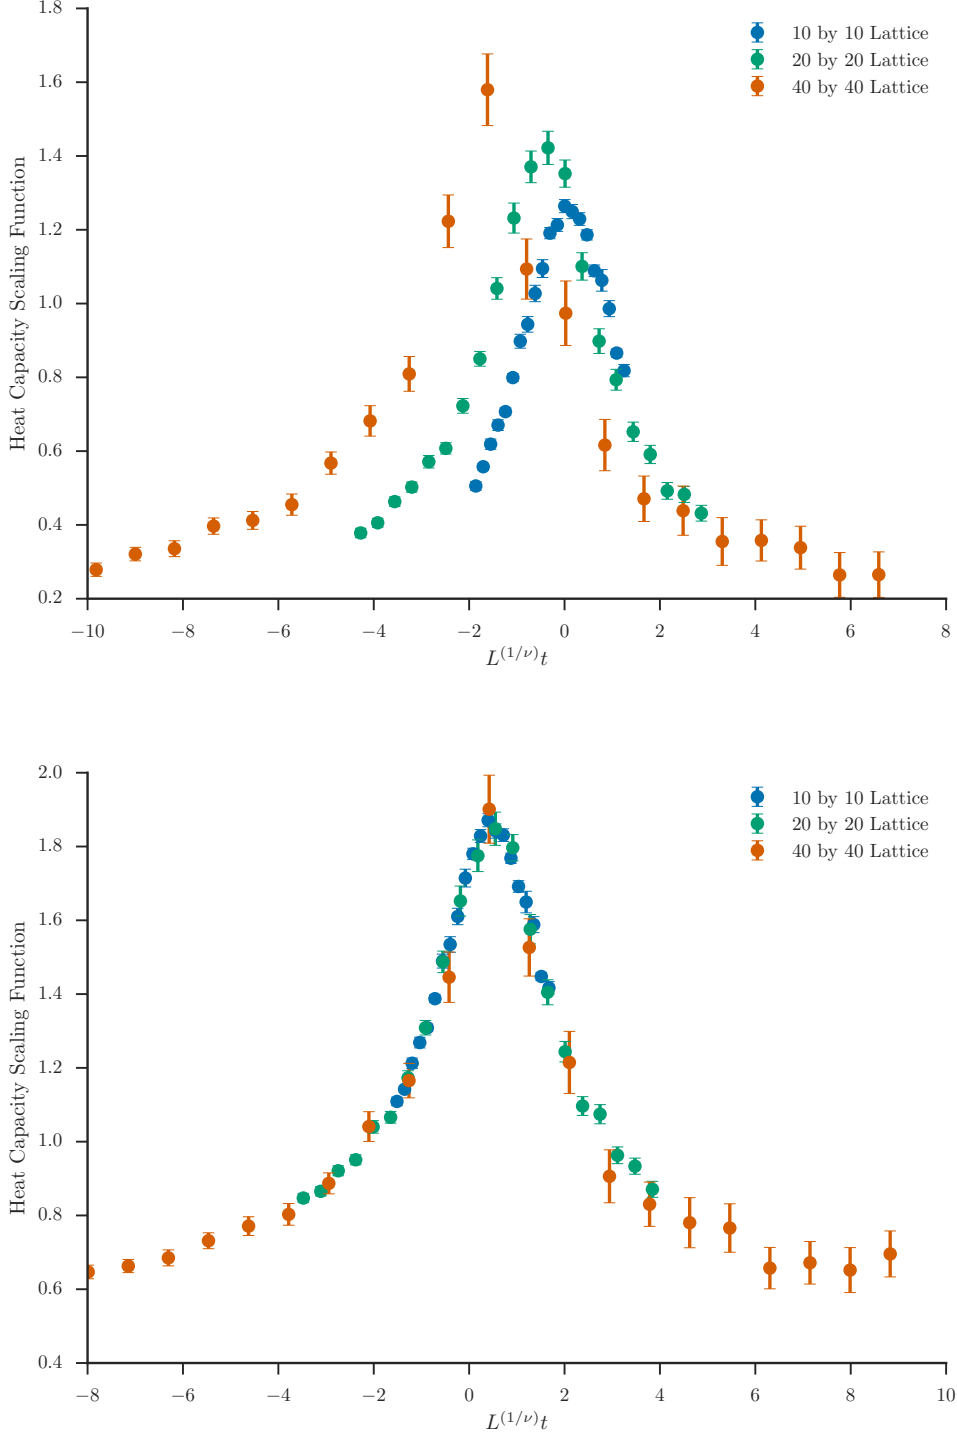 1.8
1.6
1.4
1.2
1.0
0.8
0.6
0.4
0.2
Heat Capacity Scaling Function
10 by 10 Lattice
20 by 20 Lattice
40 by 40 Lattice
−10 −8 −6 −4 −2 0 2 4 6 8
L^(1/ν)t
2.0
1.8
1.6
1.4
1.2
1.0
0.8
0.6
0.4
Heat Capacity Scaling Function
10 by 10 Lattice
20 by 20 Lattice
40 by 40 Lattice
−8 −6 −4 −2 0 2 4 6 8 10
L^(1/ν)t